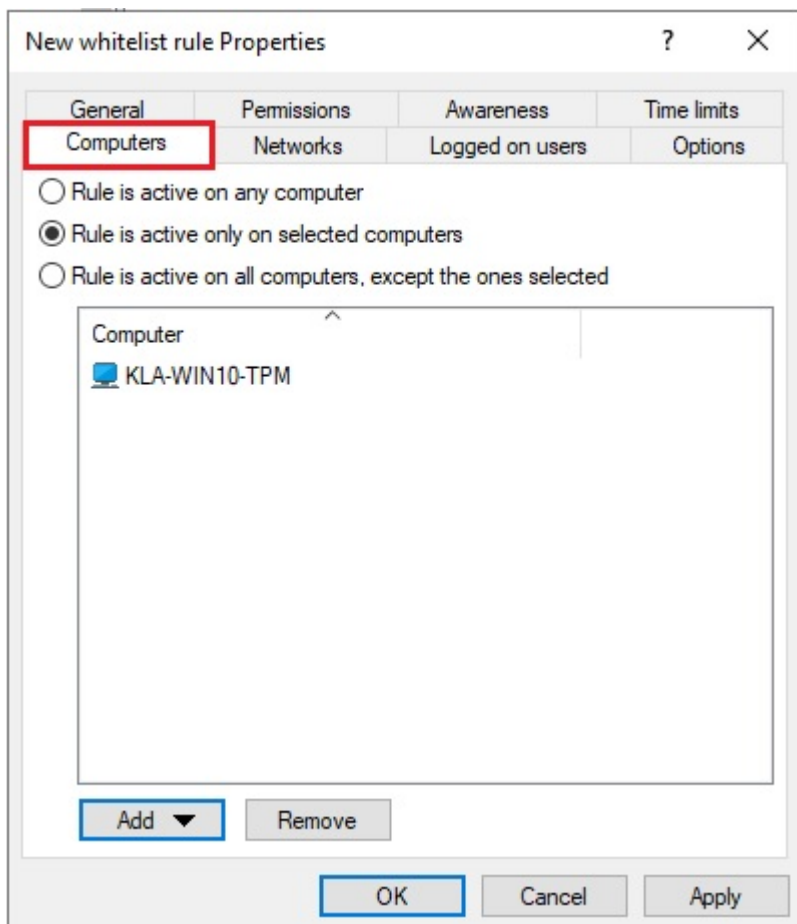 New whitelist rule Properties ? ✕
General Permissions Awareness Time limits
Computers Networks Logged on users Options
Rule is active on any computer
Rule is active only on selected computers
Rule is active on all computers, except the ones selected
Computer
KLA-WIN10-TPM
Add Remove
OK Cancel Apply